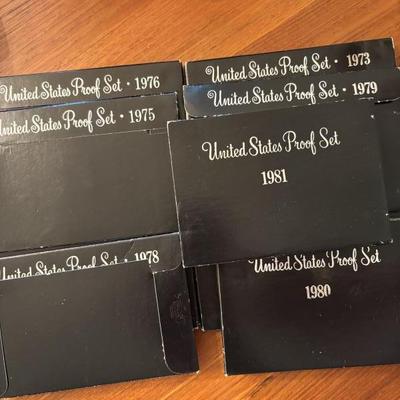 United States Proof Set • 1976
United States Proof Set • 1975
United States Proof Set • 1978
United States Proof Set • 1973
United States Proof Set • 1979
United States Proof Set
1981
United States Proof Set
1980